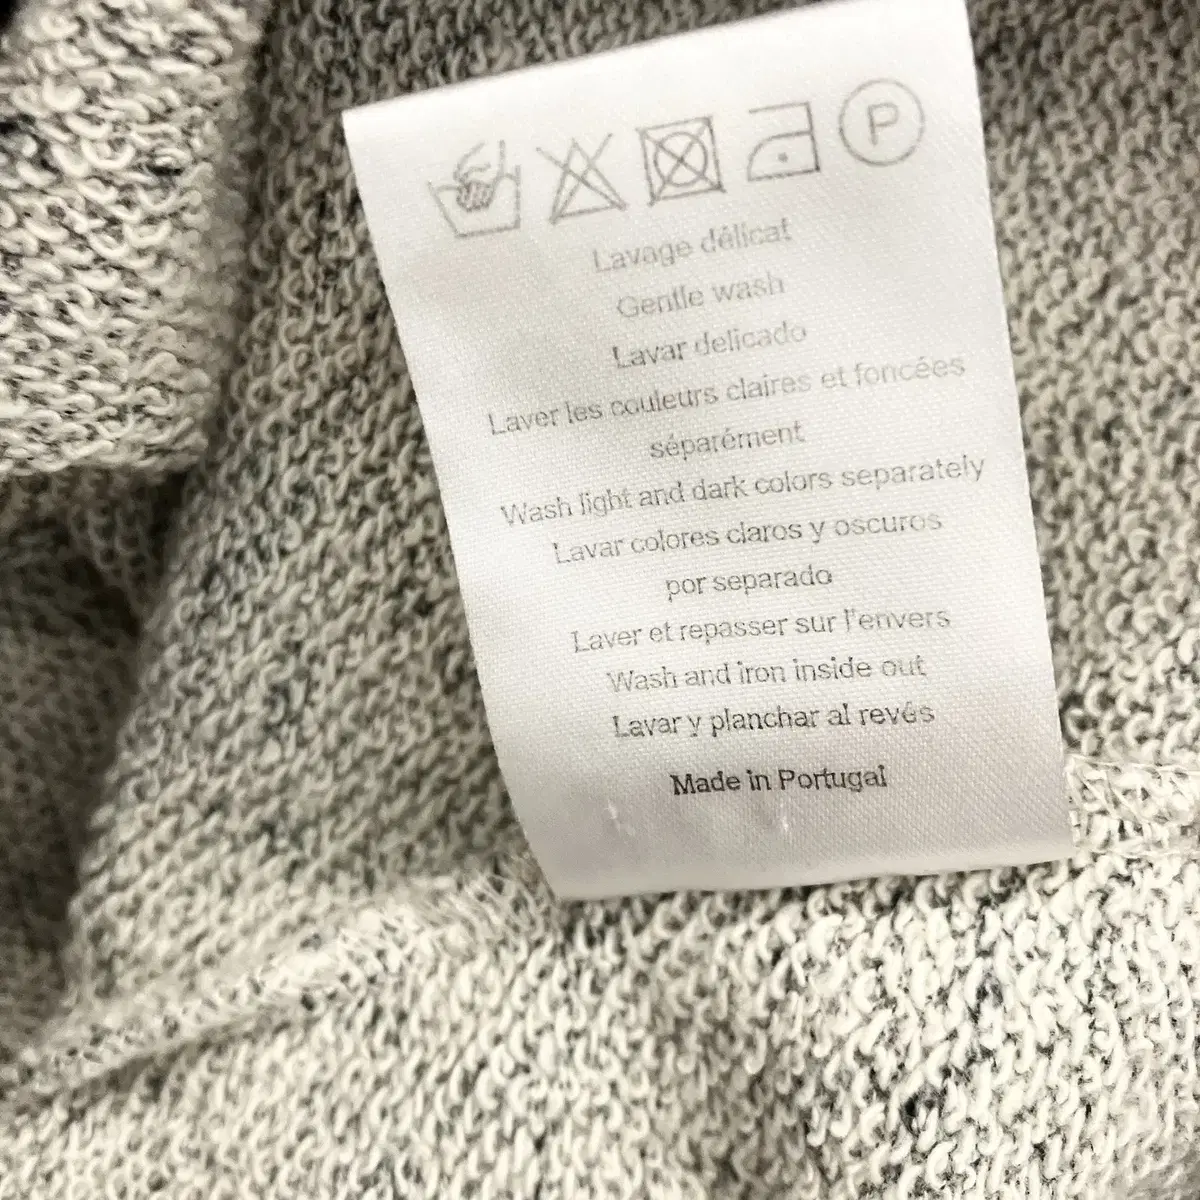 P
Lavage délicat
Gentle wash
Lavar delicado
Laver les couleurs claires et foncées
séparément
Wash light and dark colors separately
Lavar colores claros y oscuros
por separado
Laver et repasser sur l'envers
Wash and iron inside out
Lavar y planchar al revés
Made in Portugal